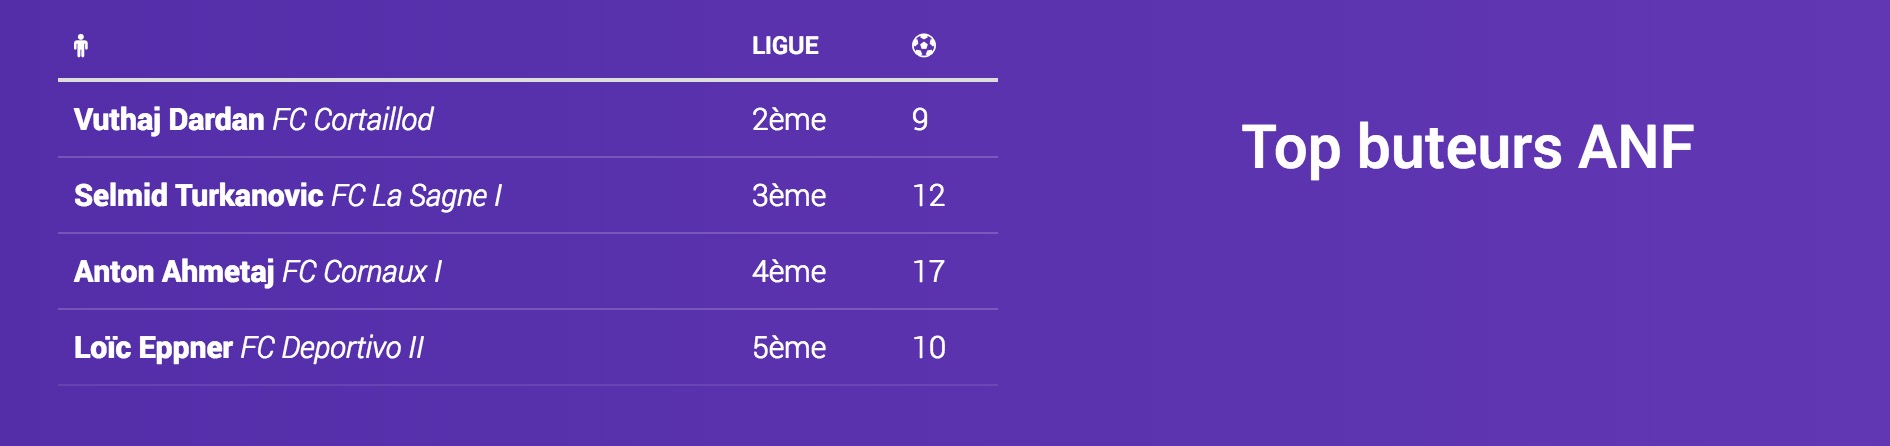 LIGUE
Vuthaj Dardan FC Cortaillod 2ème 9
Selmid Turkanovic FC La Sagne I 3ème 12
Anton Ahmetaj FC Cornaux I 4ème 17
Loïc Eppner FC Deportivo II 5ème 10
Top buteurs ANF